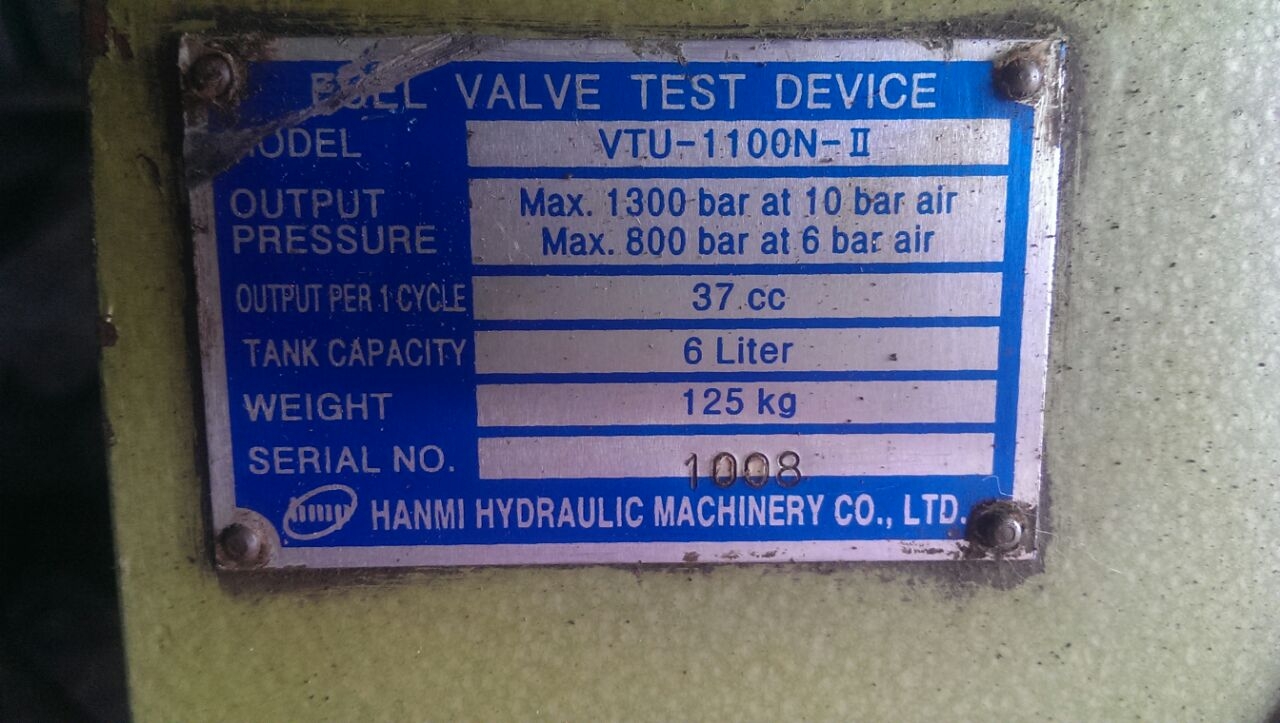 FUEL VALVE TEST DEVICE
MODEL VTU-1100N-II
OUTPUT PRESSURE Max. 1300 bar at 10 bar air
Max. 800 bar at 6 bar air
OUTPUT PER 1 CYCLE 37 cc
TANK CAPACITY 6 Liter
WEIGHT 125 kg
SERIAL NO. 1008
HANMI HYDRAULIC MACHINERY CO., LTD.